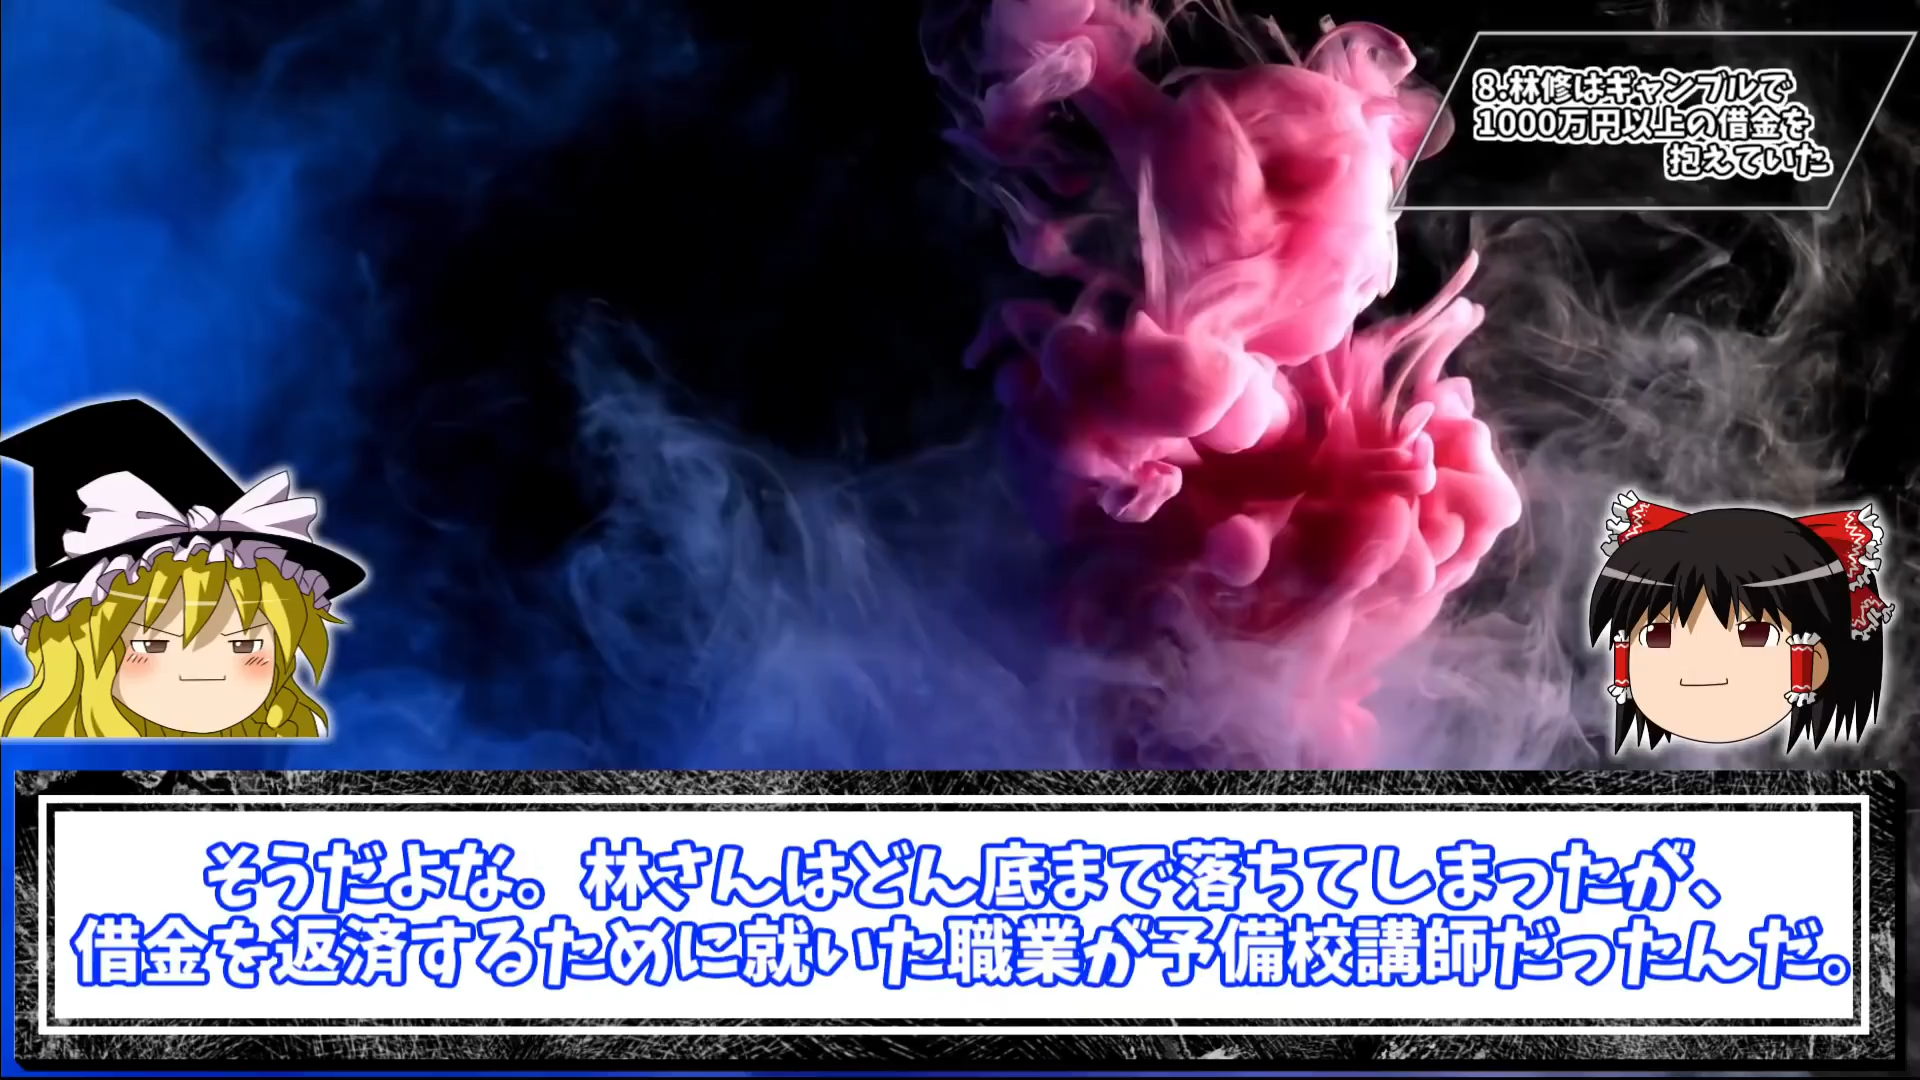 8.林修はギャンブルで
1000万円以上の借金を
抱えていた
そうだよな。林さんはどん底まで落ちてしまったが、
借金を返済するために就いた職業が予備校講師だったんだ。